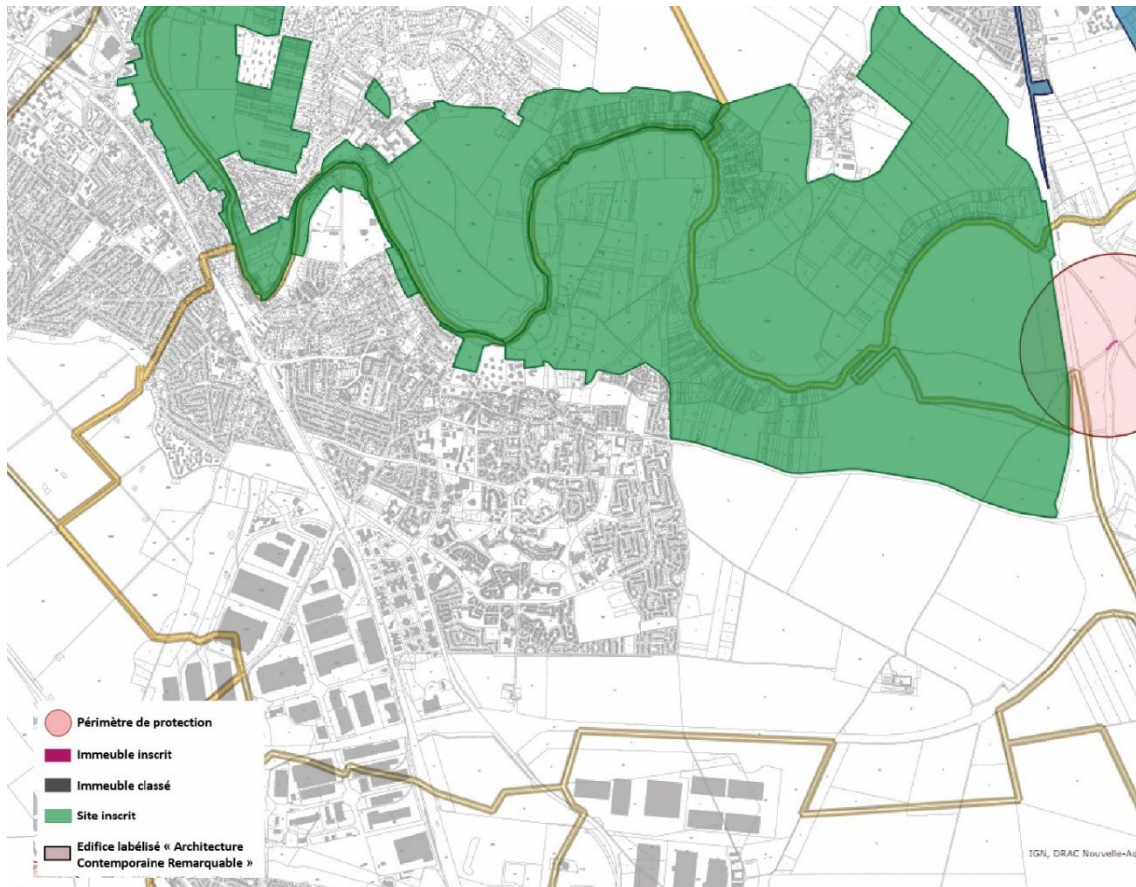 Périmètre de protection
Immeuble inscrit
Immeuble classé
Site inscrit
Edifice labélisé « Architecture
Contemporaine Remarquable »
IGN, DRAC Nouvelle-Aq